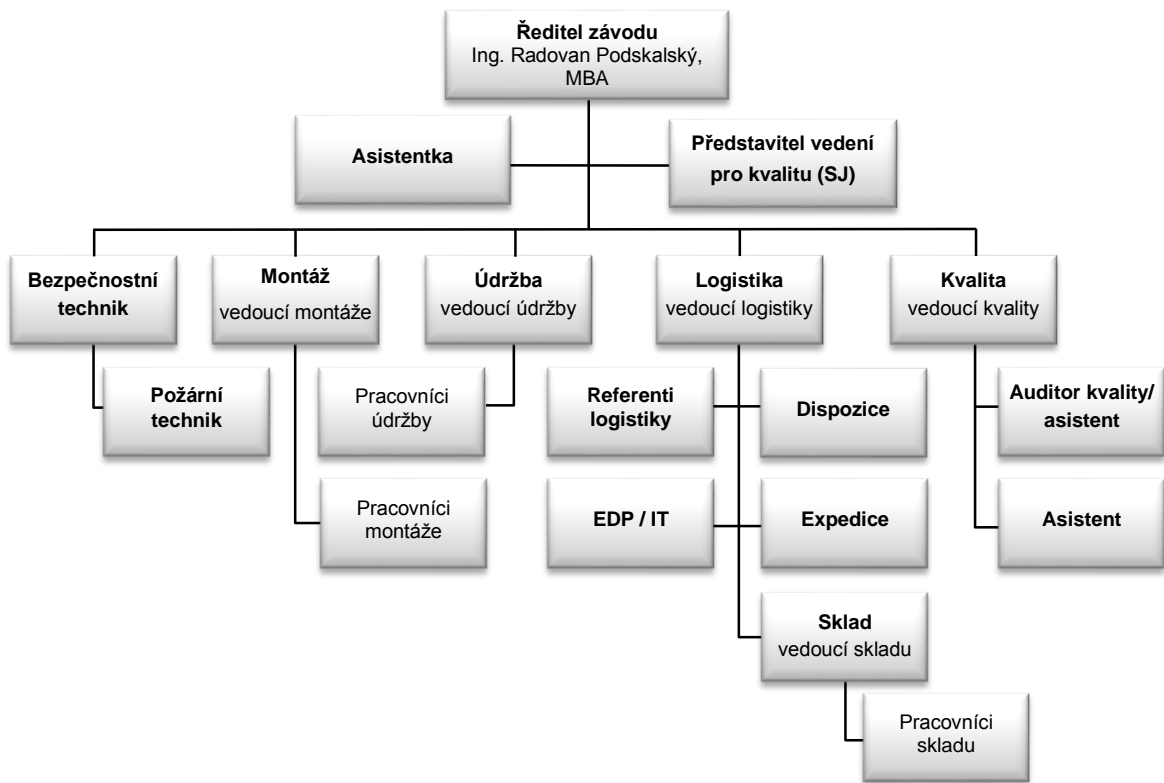 Ředitel závodu
Ing. Radovan Podskalský,
MBA
Asistentka
Představitel vedení
pro kvalitu (SJ)
Bezpečnostní
technik
Montáž
vedoucí montáže
Údržba
vedoucí údržby
Logistika
vedoucí logistiky
Kvalita
vedoucí kvality
Požární
technik
Pracovníci
údržby
Referenti
logistiky
Dispozice
Auditor kvality/
asistent
Pracovníci
montáže
EDP / IT
Expedice
Asistent
Sklad
vedoucí skladu
Pracovníci
skladu